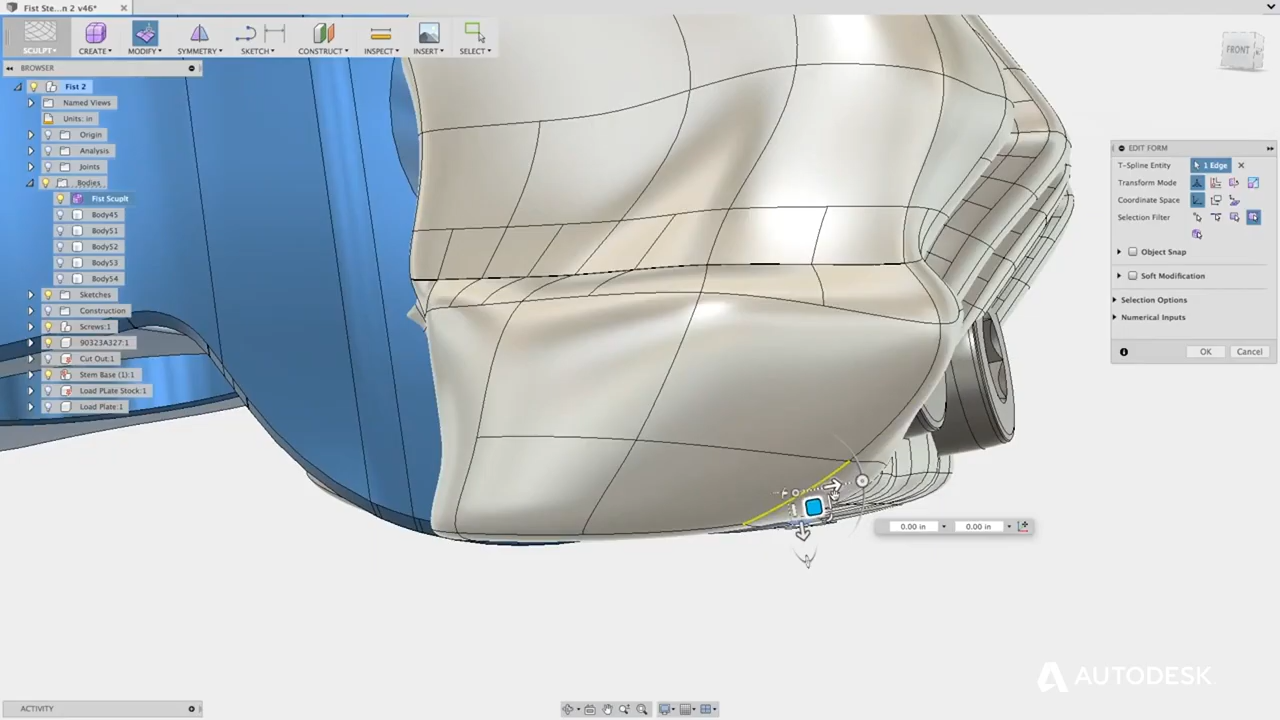 Fist Ste...n 2 v46*
SCULPT
CREATE
MODIFY
SYMMETRY
SKETCH
CONSTRUCT
INSPECT
INSERT
SELECT
BROWSER
Fist 2
Named Views
Units: in
Origin
Analysis
Joints
Bodies
Fist Scuplt
Body45
Body51
Body52
Body53
Body54
Sketches
Construction
Screws:1
90323A327:1
Cut Out:1
Stem Base (1):1
Load PLate Stock:1
Load Plate:1
FRONT
EDIT FORM
T-Spline Entity
1 Edge
Transform Mode
Coordinate Space
Selection Filter
Object Snap
Soft Modification
Selection Options
Numerical Inputs
OK
Cancel
0.00 in
0.00 in
AUTODESK
ACTIVITY